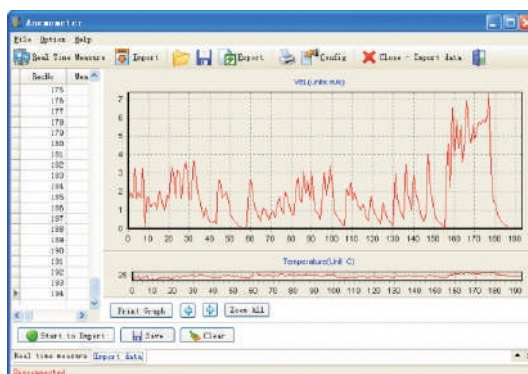 Anemometer
File Option Help
Real Time Measure Import Export Config Close - Import data
RecNo Mea
VEL(Unit: m/s)
175
176
177
178
179
180
181
182
183
184
185
186
187
188
189
190
191
192
193
194
7
6
5
4
3
2
1
0
0 10 20 30 40 50 60 70 80 90 100 110 120 130 140 150 160 170 180 190
Temperature(Unit: C)
0 10 20 30 40 50 60 70 80 90 100 110 120 130 140 150 160 170 180 190
Print Graph Zoom All
Start to Import Save Clear
Real time measure Import data
Disconnected